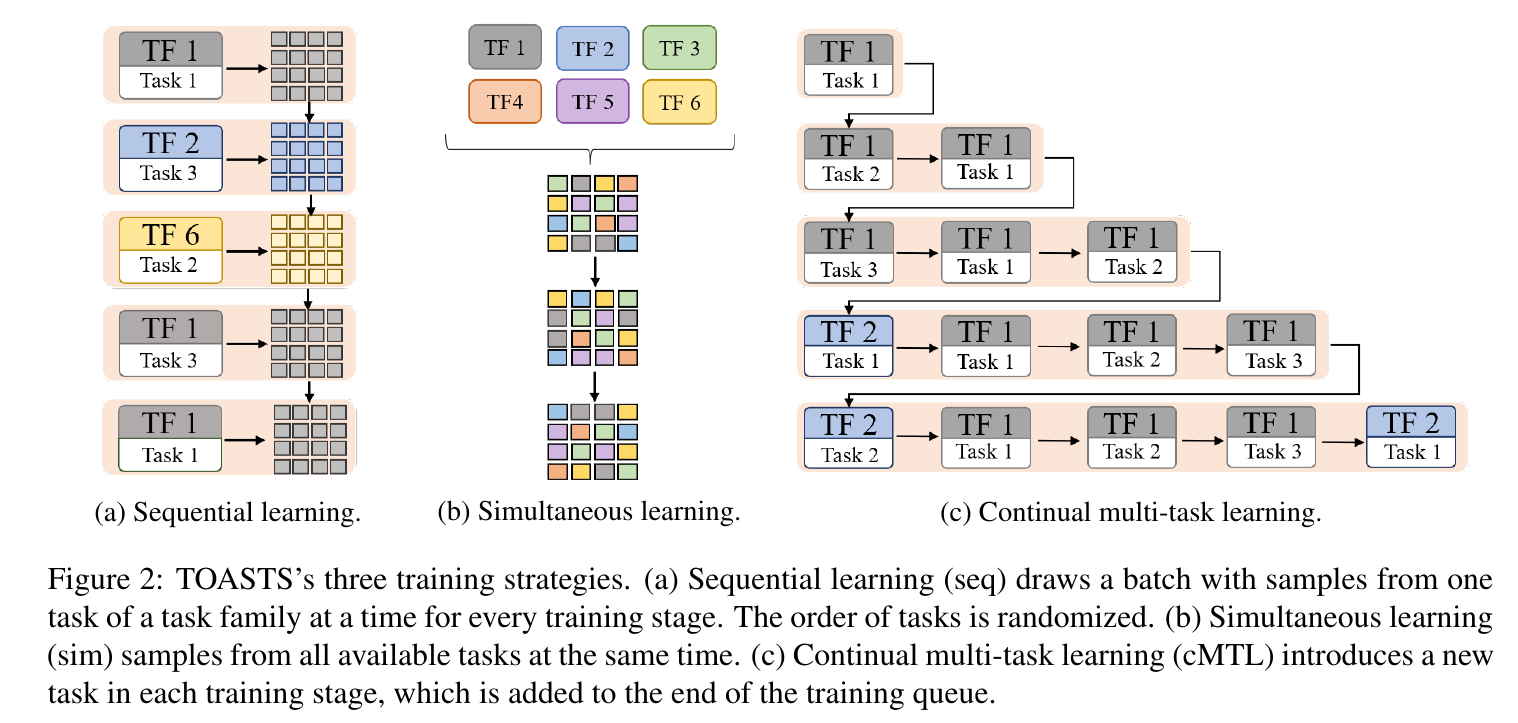 TF 1
Task 1
TF 2
Task 3
TF 6
Task 2
TF 1
Task 3
TF 1
Task 1
(a) Sequential learning.
TF 1 TF 2 TF 3
TF4 TF 5 TF 6
(b) Simultaneous learning.
TF 1
Task 1
TF 1 TF 1
Task 2 Task 1
TF 1 TF 1 TF 1
Task 3 Task 1 Task 2
TF 2 TF 1 TF 1 TF 1
Task 1 Task 1 Task 2 Task 3
TF 2 TF 1 TF 1 TF 1 TF 2
Task 2 Task 1 Task 2 Task 3 Task 1
(c) Continual multi-task learning.
Figure 2: TOASTS's three training strategies. (a) Sequential learning (seq) draws a batch with samples from one
task of a task family at a time for every training stage. The order of tasks is randomized. (b) Simultaneous learning
(sim) samples from all available tasks at the same time. (c) Continual multi-task learning (cMTL) introduces a new
task in each training stage, which is added to the end of the training queue.